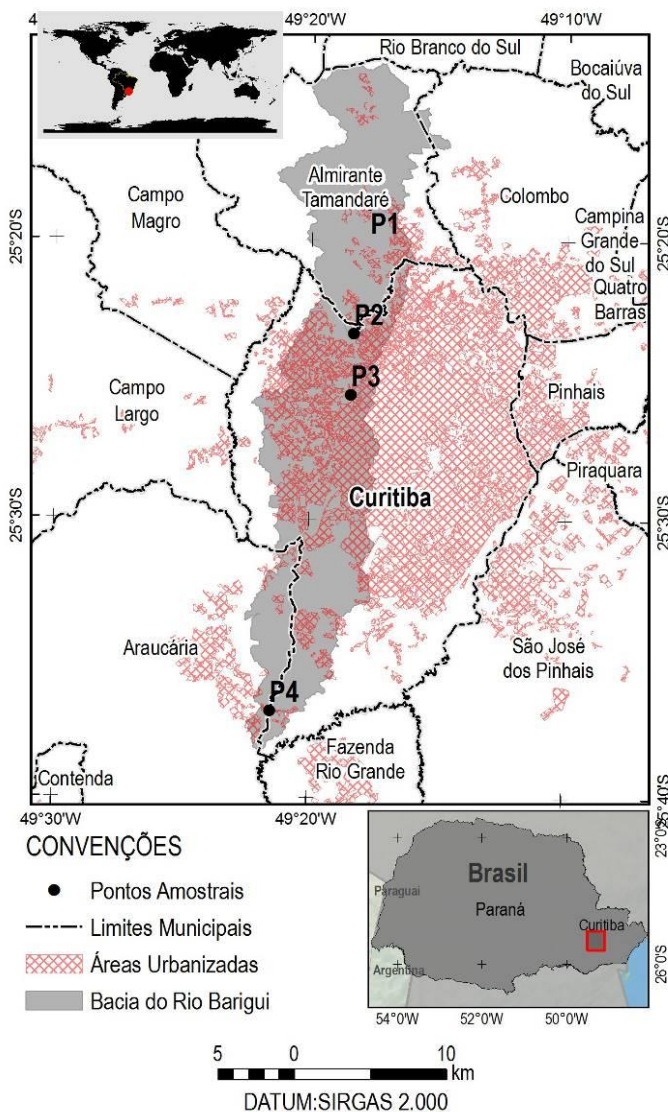 4
49°20'W
49°10'W
Rio Branco do Sul
Bocaiúva
do Sul
Almirante
Tamandaré
Campo
Magro
Colombo
P1
Campina
Grande
do Sul
Quatro
Barras
25°20'S
25°20'S
P2
P3
Campo
Largo
Pinhais
Piraquara
Curitiba
25°30'S
25°30'S
Araucária
São José
dos Pinhais
P4
Fazenda
Rio Grande
Contenda
49°30'W
49°20'W
49°10'W
25°40'S
CONVENÇÕES
Pontos Amostrais
Limites Municipais
Áreas Urbanizadas
Bacia do Rio Barigui
Brasil
Paraguai
Paraná
Curitiba
Argentina
23°0'S
26°0'S
54°0'W
52°0'W
50°0'W
5
0
5
10
km
DATUM:SIRGAS 2.000